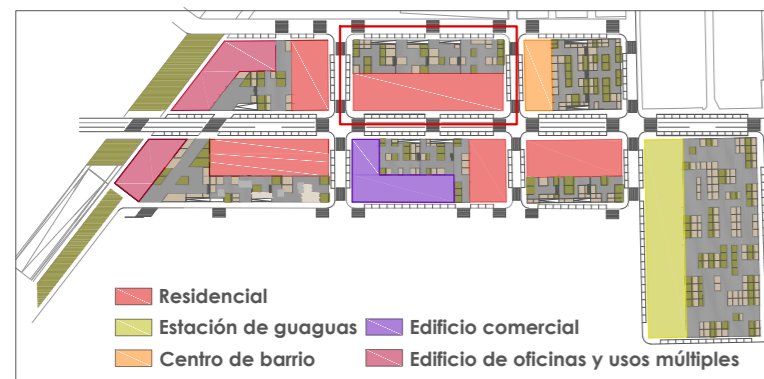 Residencial
Estación de guaguas
Edificio comercial
Centro de barrio
Edificio de oficinas y usos múltiples